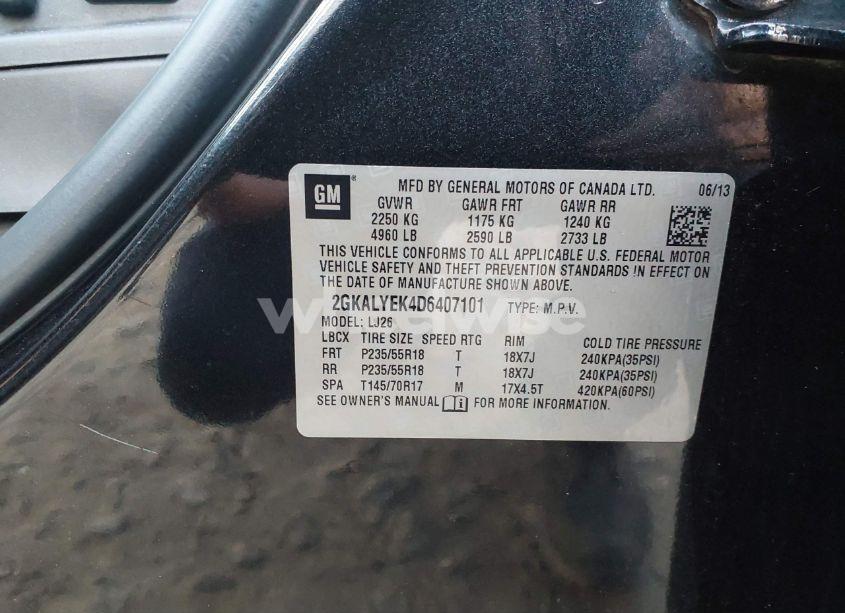 GM ®
MFD BY GENERAL MOTORS OF CANADA LTD. 06/13
GVWR GAWR FRT GAWR RR
2250 KG 1175 KG 1240 KG
4960 LB 2590 LB 2733 LB
THIS VEHICLE CONFORMS TO ALL APPLICABLE U.S. FEDERAL MOTOR
VEHICLE SAFETY AND THEFT PREVENTION STANDARDS IN EFFECT ON
THE DATE OF MANUFACTURE SHOWN ABOVE.
2GKALYEK4D6407101 TYPE: M.P.V.
MODEL: LJ26
LBCX TIRE SIZE SPEED RTG RIM COLD TIRE PRESSURE
FRT P235/55R18 T 18X7J 240KPA(35PSI)
RR P235/55R18 T 18X7J 240KPA(35PSI)
SPA T145/70R17 M 17X4.5T 420KPA(60PSI)
SEE OWNER'S MANUAL FOR MORE INFORMATION.